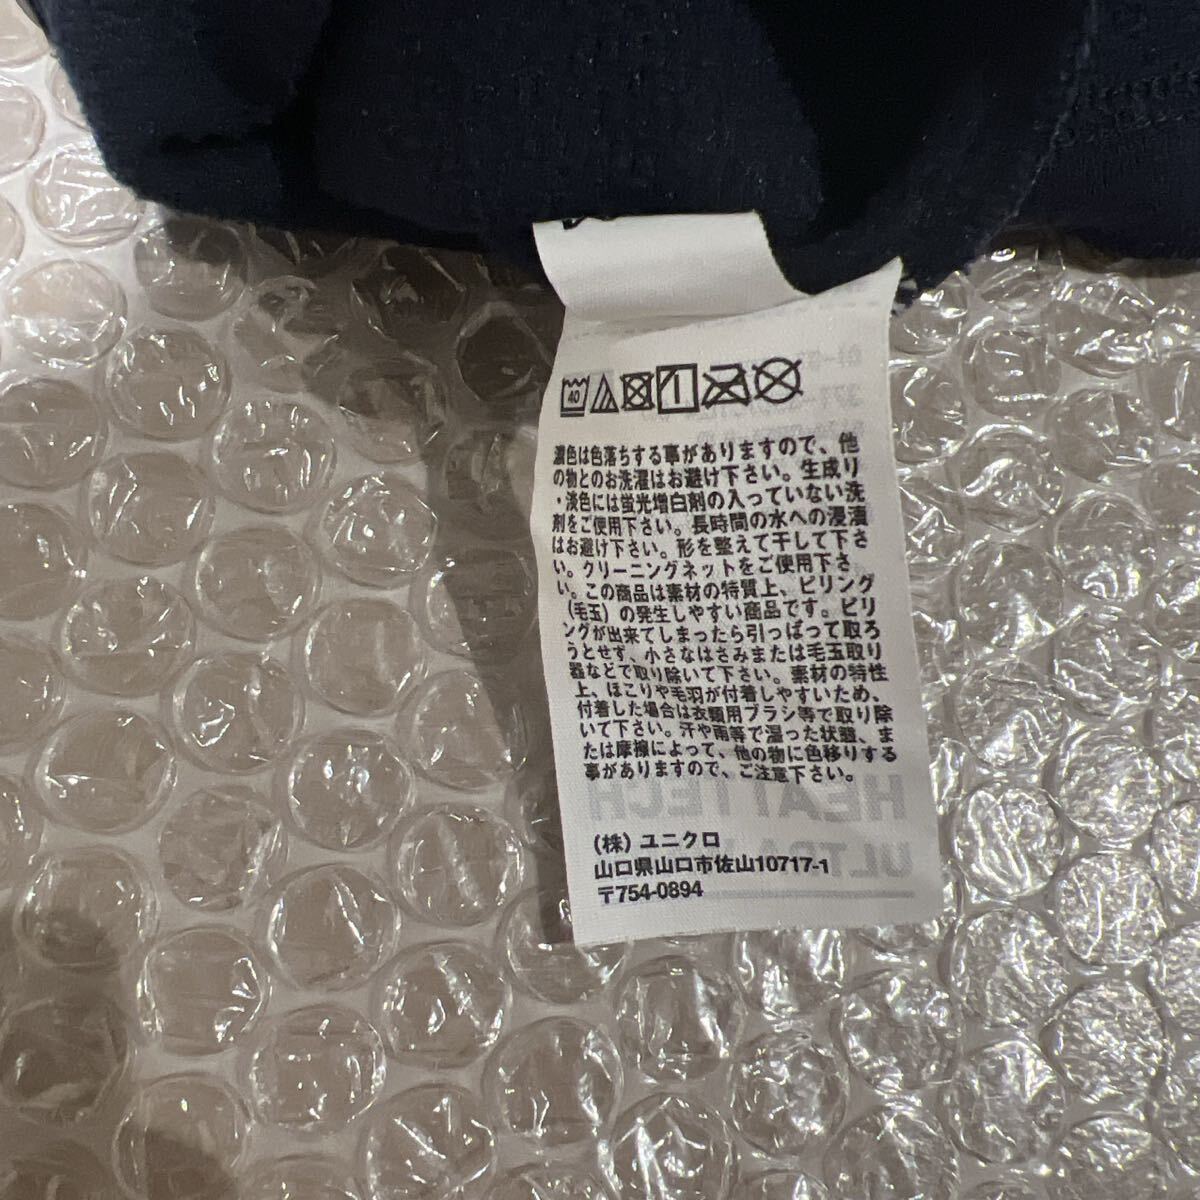 40
濃色は色落ちする事がありますので、他
の物とのお洗濯はお避け下さい。生成り
・淡色には蛍光増白剤の入っていない洗
剤をご使用下さい。長時間の水への浸漬
はお避け下さい。形を整えて干して下さ
い。クリーニングネットをご使用下さ
い。この商品は素材の特質上、ピリング
(毛玉)の発生しやすい商品です。ピリ
ングが出来てしまったら引っぱって取ろ
うとせず、小さなはさみまたは毛玉取り
器などで取り除いて下さい。素材の特性
上、ほこりや毛羽が付着しやすいため、
付着した場合は衣類用ブラシ等で取り除
いて下さい。汗や雨等で湿った状態、ま
たは摩擦によって、他の物に色移りする
事がありますので、ご注意下さい。
HEATTECH
(株)ユニクロ
ULTRA
山口県山口市佐山10717-1
〒754-0894